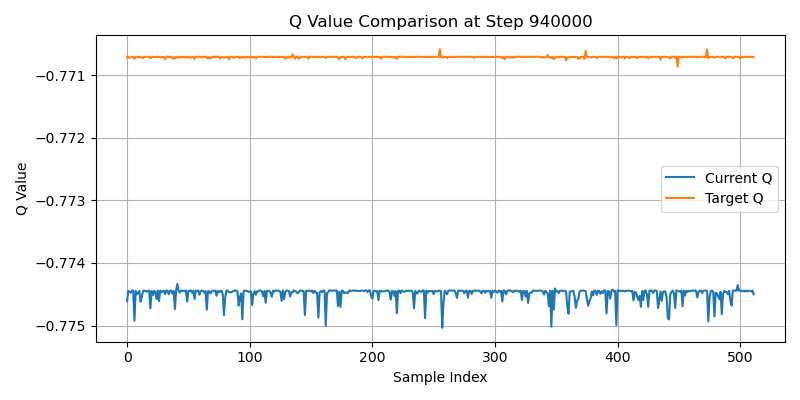 Q Value Comparison at Step 940000
Q Value
−0.771
−0.772
−0.773
−0.774
−0.775
Current Q
Target Q
0
100
200
300
400
500
Sample Index